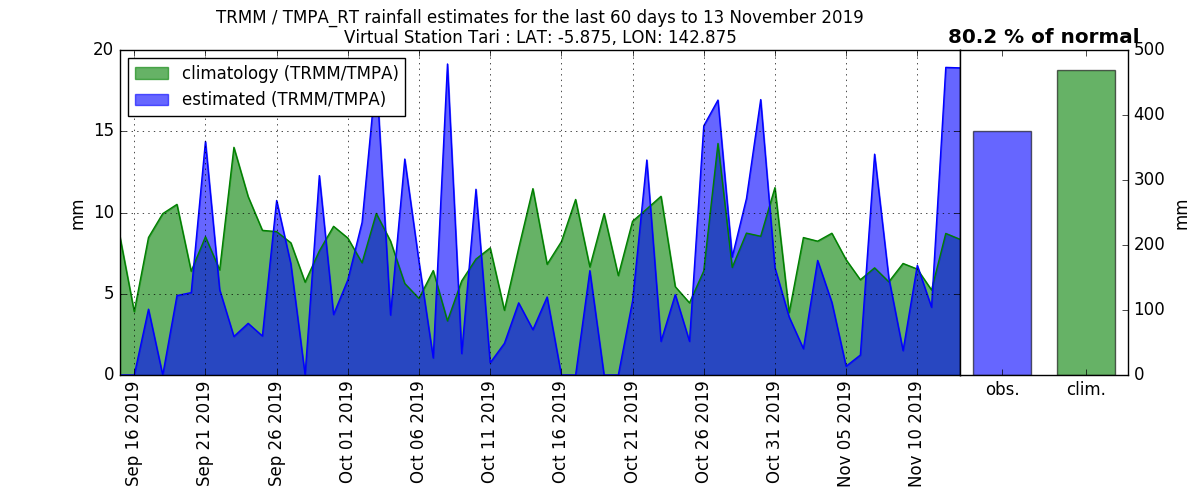 TRMM / TMPA_RT rainfall estimates for the last 60 days to 13 November 2019
Virtual Station Tari : LAT: -5.875, LON: 142.875
80.2 % of normal
climatology (TRMM/TMPA)
estimated (TRMM/TMPA)
20
15
10
5
0
mm
500
400
300
200
100
0
mm
obs.
clim.
Sep 16 2019
Sep 21 2019
Sep 26 2019
Oct 01 2019
Oct 06 2019
Oct 11 2019
Oct 16 2019
Oct 21 2019
Oct 26 2019
Oct 31 2019
Nov 05 2019
Nov 10 2019